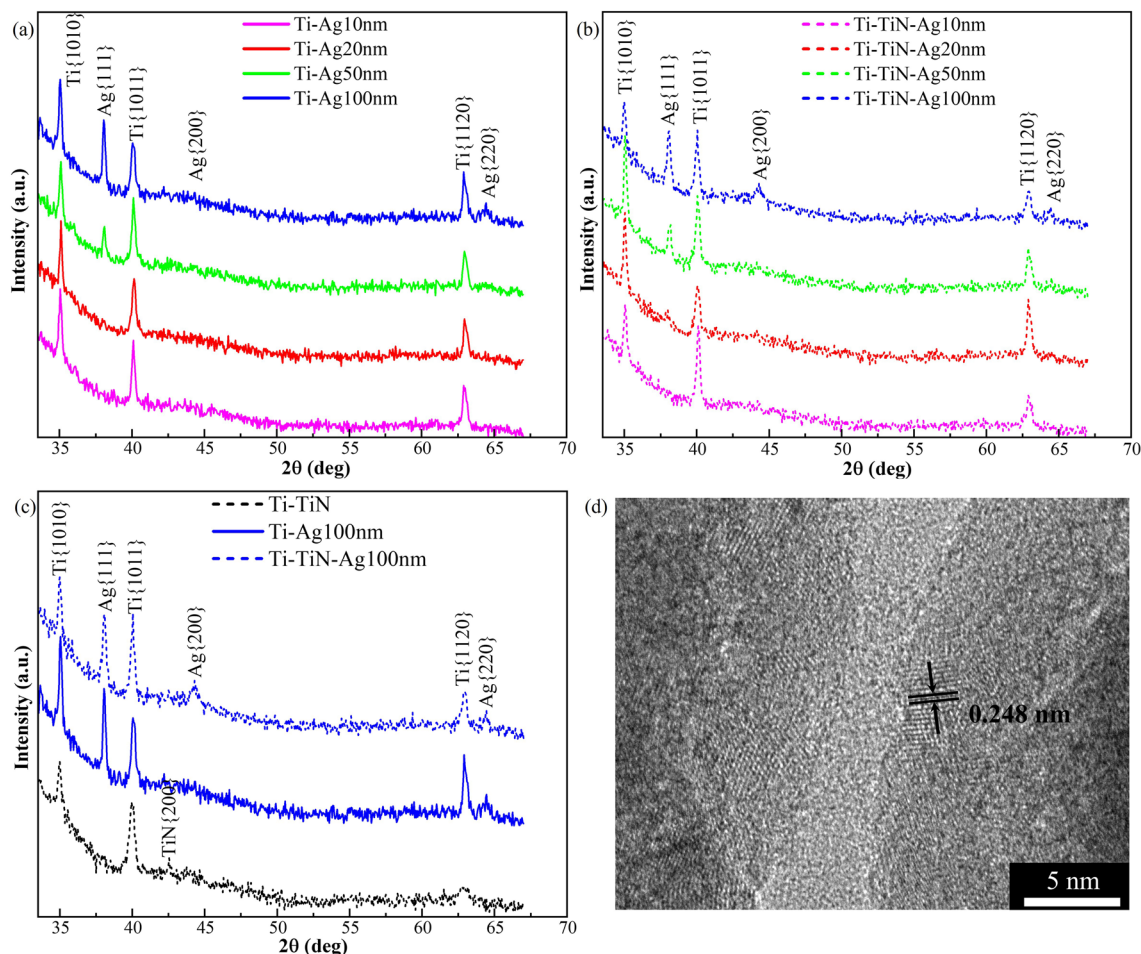 (a)
Ti-Ag10nm
Ti-Ag20nm
Ti-Ag50nm
Ti-Ag100nm
Ti{1010}
Ag{111}
Ti{1011}
Ag{200}
Ti{1120}
Ag{220}
Intensity (a.u.)
35 40 45 50 55 60 65 70
2θ (deg)
(b)
Ti-TiN-Ag10nm
Ti-TiN-Ag20nm
Ti-TiN-Ag50nm
Ti-TiN-Ag100nm
Ti{1010}
Ag{111}
Ti{1011}
Ag{200}
Ti{1120}
Ag{220}
Intensity (a.u.)
35 40 45 50 55 60 65 70
2θ (deg)
(c)
Ti-TiN
Ti-Ag100nm
Ti-TiN-Ag100nm
Ti{1010}
Ag{111}
Ti{1011}
Ag{200}
Ti{1120}
Ag{220}
TiN{200}
Intensity (a.u.)
35 40 45 50 55 60 65 70
2θ (deg)
(d)
0.248 nm
5 nm